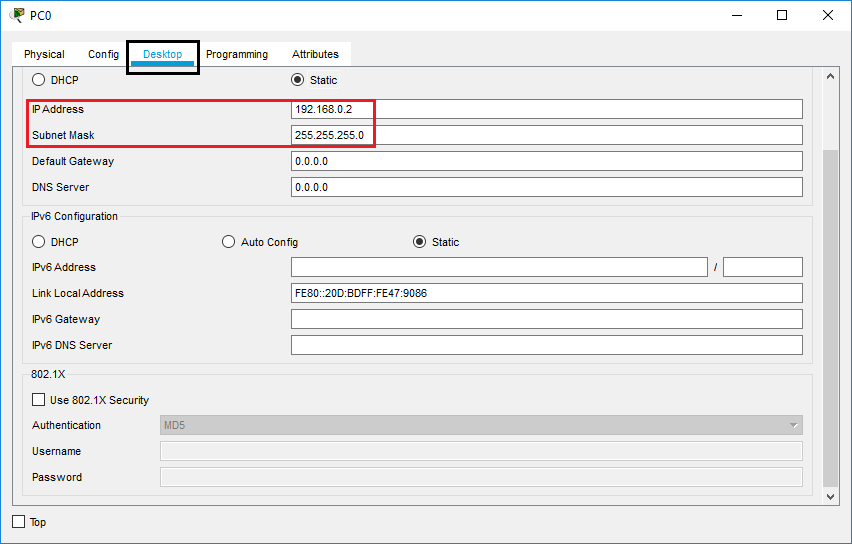 PC0
Physical Config Desktop Programming Attributes
DHCP Static
IP Address 192.168.0.2
Subnet Mask 255.255.255.0
Default Gateway 0.0.0.0
DNS Server 0.0.0.0
IPv6 Configuration
DHCP Auto Config Static
IPv6 Address /
Link Local Address FE80::20D:BDFF:FE47:9086
IPv6 Gateway
IPv6 DNS Server
802.1X
Use 802.1X Security
Authentication MD5
Username
Password
Top